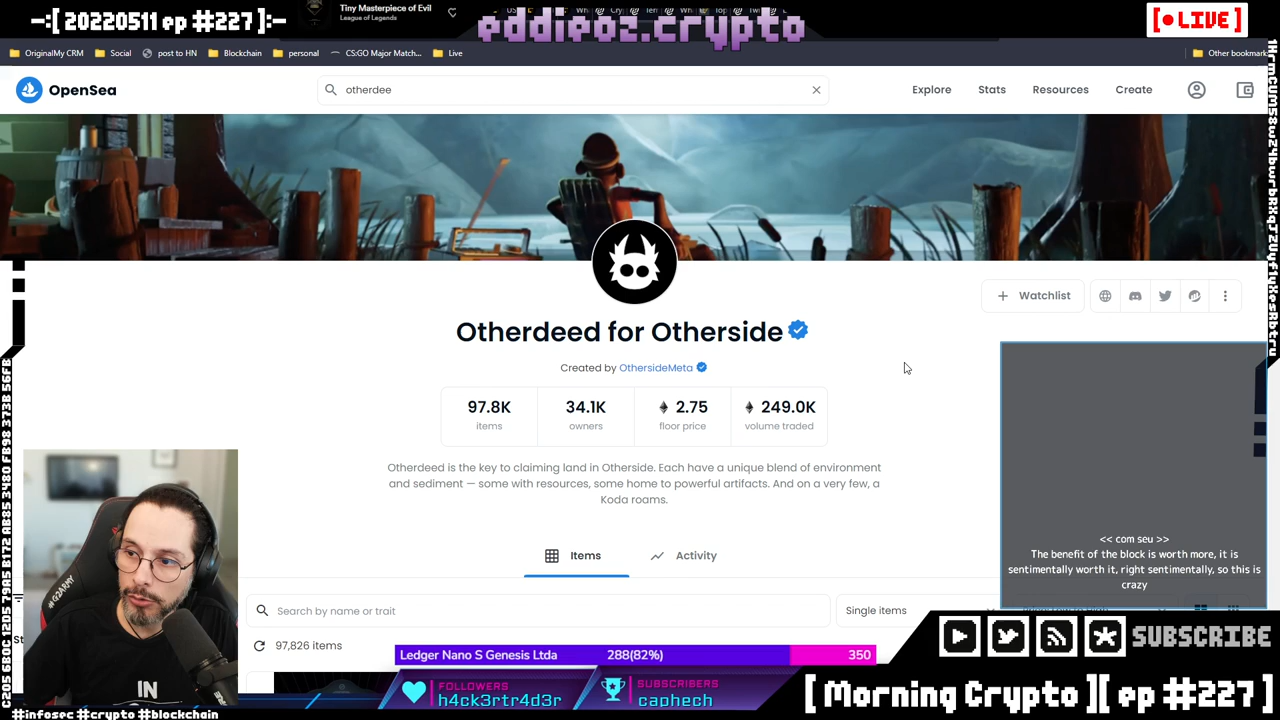 -:[ 20220511 ep #227 ]:-
Tiny Masterpiece of Evil
League of Legends
eddieoz.crypto
[ LIVE ]
OriginalMy CRM
Social
post to HN
Blockchain
personal
CS:GO Major Match...
Live
Other bookmark
OpenSea
otherdee
Explore
Stats
Resources
Create
Watchlist
Otherdeed for Otherside
Created by OthersideMeta
97.8K
items
34.1K
owners
2.75
floor price
249.0K
volume traded
Otherdeed is the key to claiming land in Otherside. Each have a unique blend of environment
and sediment — some with resources, some home to powerful artifacts. And on a very few, a
Koda roams.
Items
Activity
Search by name or trait
Single items
97,826 items
<< com seu >>
The benefit of the block is worth more, it is
sentimentally worth it, right sentimentally, so this is
crazy
#G2ARMY
IN
Ledger Nano S Genesis Ltda
288(82%)
350
FOLLOWERS
h4ck3rtr4d3r
SUBSCRIBERS
caphech
SUBSCRIBE
[ Morning Crypto ][ ep #227 ]
#infosec #crypto #blockchain